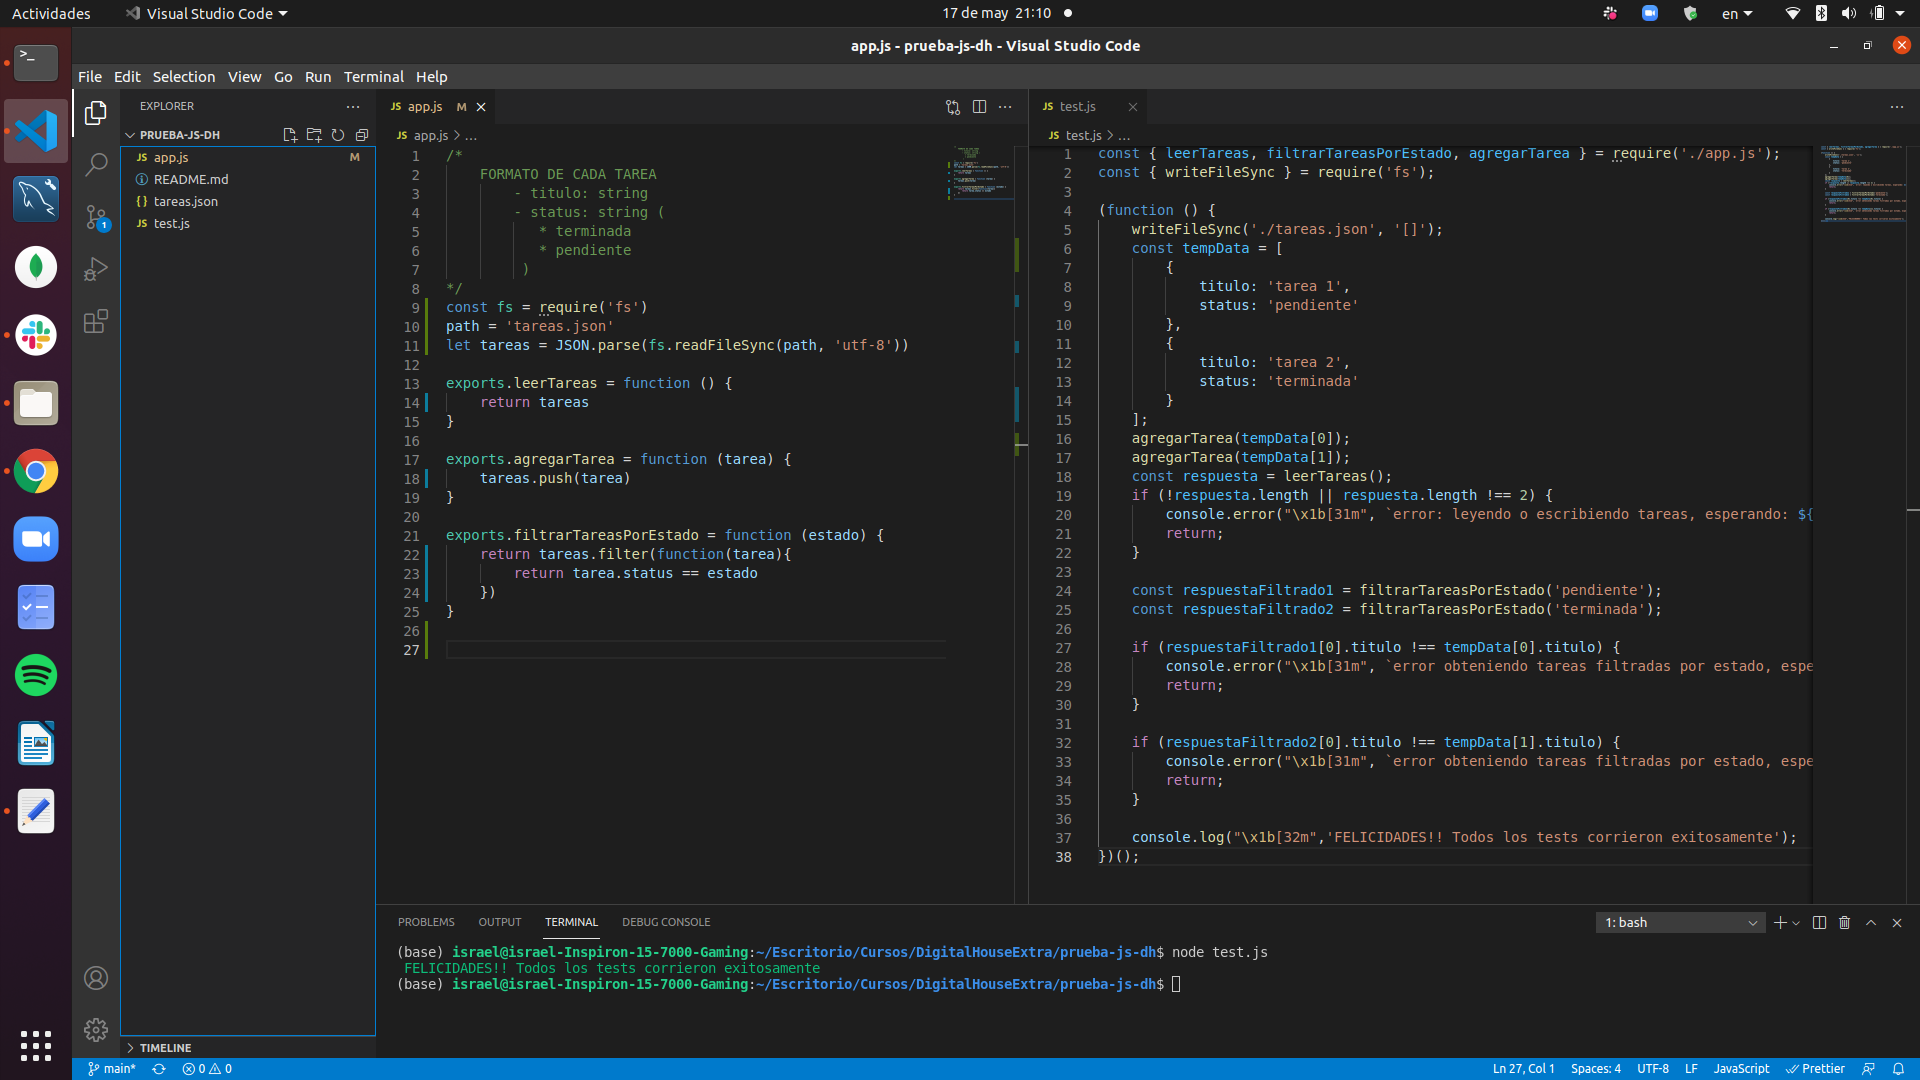 Actividades
Visual Studio Code
17 de may 21:10
en
app.js - prueba-js-dh - Visual Studio Code
File Edit Selection View Go Run Terminal Help
EXPLORER
PRUEBA-JS-DH
JS app.js M
README.md
{} tareas.json
JS test.js
TIMELINE
JS app.js M
JS app.js > ...
1 /*
2 FORMATO DE CADA TAREA
3 - titulo: string
4 - status: string (
5 * terminada
6 * pendiente
7 )
8 */
9 const fs = require('fs')
10 path = 'tareas.json'
11 let tareas = JSON.parse(fs.readFileSync(path, 'utf-8'))
12
13 exports.leerTareas = function () {
14 return tareas
15 }
16
17 exports.agregarTarea = function (tarea) {
18 tareas.push(tarea)
19 }
20
21 exports.filtrarTareasPorEstado = function (estado) {
22 return tareas.filter(function(tarea){
23 return tarea.status == estado
24 })
25 }
26
27
JS test.js
JS test.js > ...
1 const { leerTareas, filtrarTareasPorEstado, agregarTarea } = require('./app.js');
2 const { writeFileSync } = require('fs');
3
4 (function () {
5 writeFileSync('./tareas.json', '[]');
6 const tempData = [
7 {
8 titulo: 'tarea 1',
9 status: 'pendiente'
10 },
11 {
12 titulo: 'tarea 2',
13 status: 'terminada'
14 }
15 ];
16 agregarTarea(tempData[0]);
17 agregarTarea(tempData[1]);
18 const respuesta = leerTareas();
19 if (!respuesta.length || respuesta.length !== 2) {
20 console.error("\x1b[31m", `error: leyendo o escribiendo tareas, esperando: ${
21 return;
22 }
23
24 const respuestaFiltrado1 = filtrarTareasPorEstado('pendiente');
25 const respuestaFiltrado2 = filtrarTareasPorEstado('terminada');
26
27 if (respuestaFiltrado1[0].titulo !== tempData[0].titulo) {
28 console.error("\x1b[31m", `error obteniendo tareas filtradas por estado, espe
29 return;
30 }
31
32 if (respuestaFiltrado2[0].titulo !== tempData[1].titulo) {
33 console.error("\x1b[31m", `error obteniendo tareas filtradas por estado, espe
34 return;
35 }
36
37 console.log("\x1b[32m",'FELICIDADES!! Todos los tests corrieron exitosamente');
38 })();
PROBLEMS OUTPUT TERMINAL DEBUG CONSOLE
1: bash
(base) israel@israel-Inspiron-15-7000-Gaming:~/Escritorio/Cursos/DigitalHouseExtra/prueba-js-dh$ node test.js
FELICIDADES!! Todos los tests corrieron exitosamente
(base) israel@israel-Inspiron-15-7000-Gaming:~/Escritorio/Cursos/DigitalHouseExtra/prueba-js-dh$
main* 0 0
Ln 27, Col 1 Spaces: 4 UTF-8 LF JavaScript Prettier